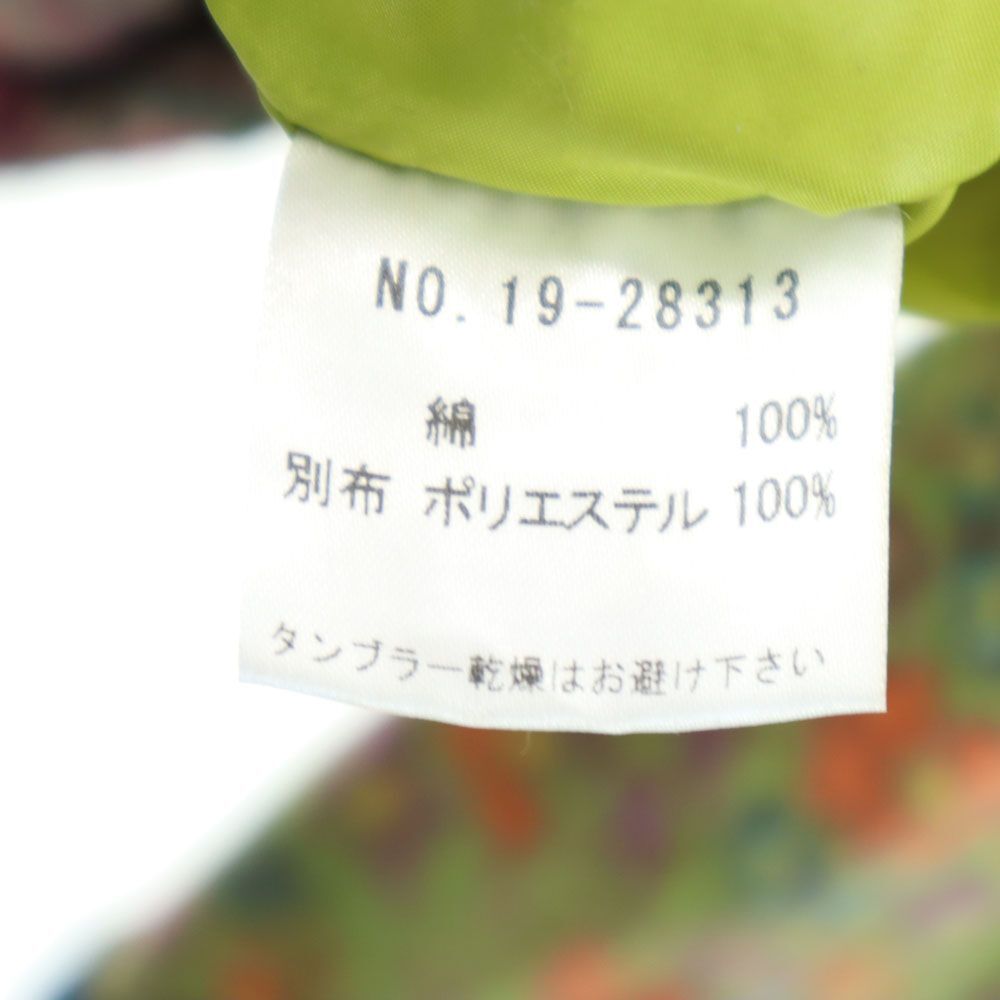 NO. 19-28313
綿 100%
別布 ポリエステル 100%
タンブラー乾燥はお避け下さい